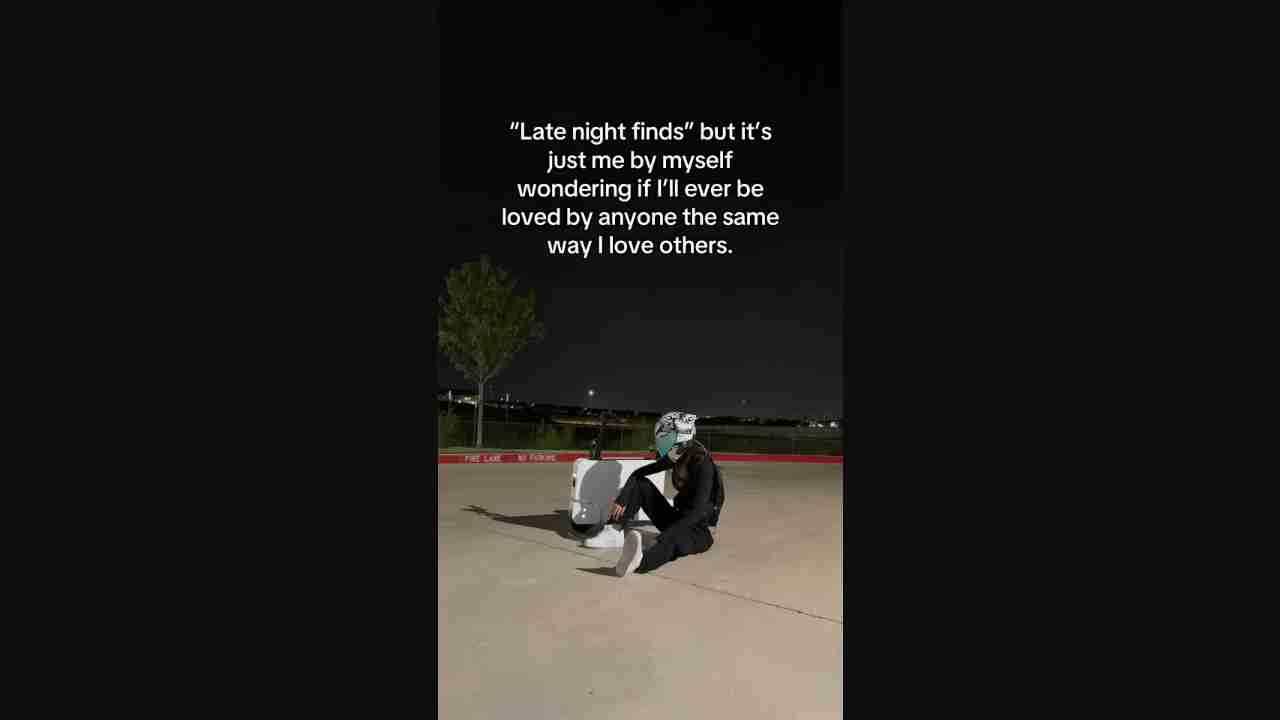 “Late night finds” but it’s
just me by myself
wondering if I’ll ever be
loved by anyone the same
way I love others.
FIRE LANE NO PARKING